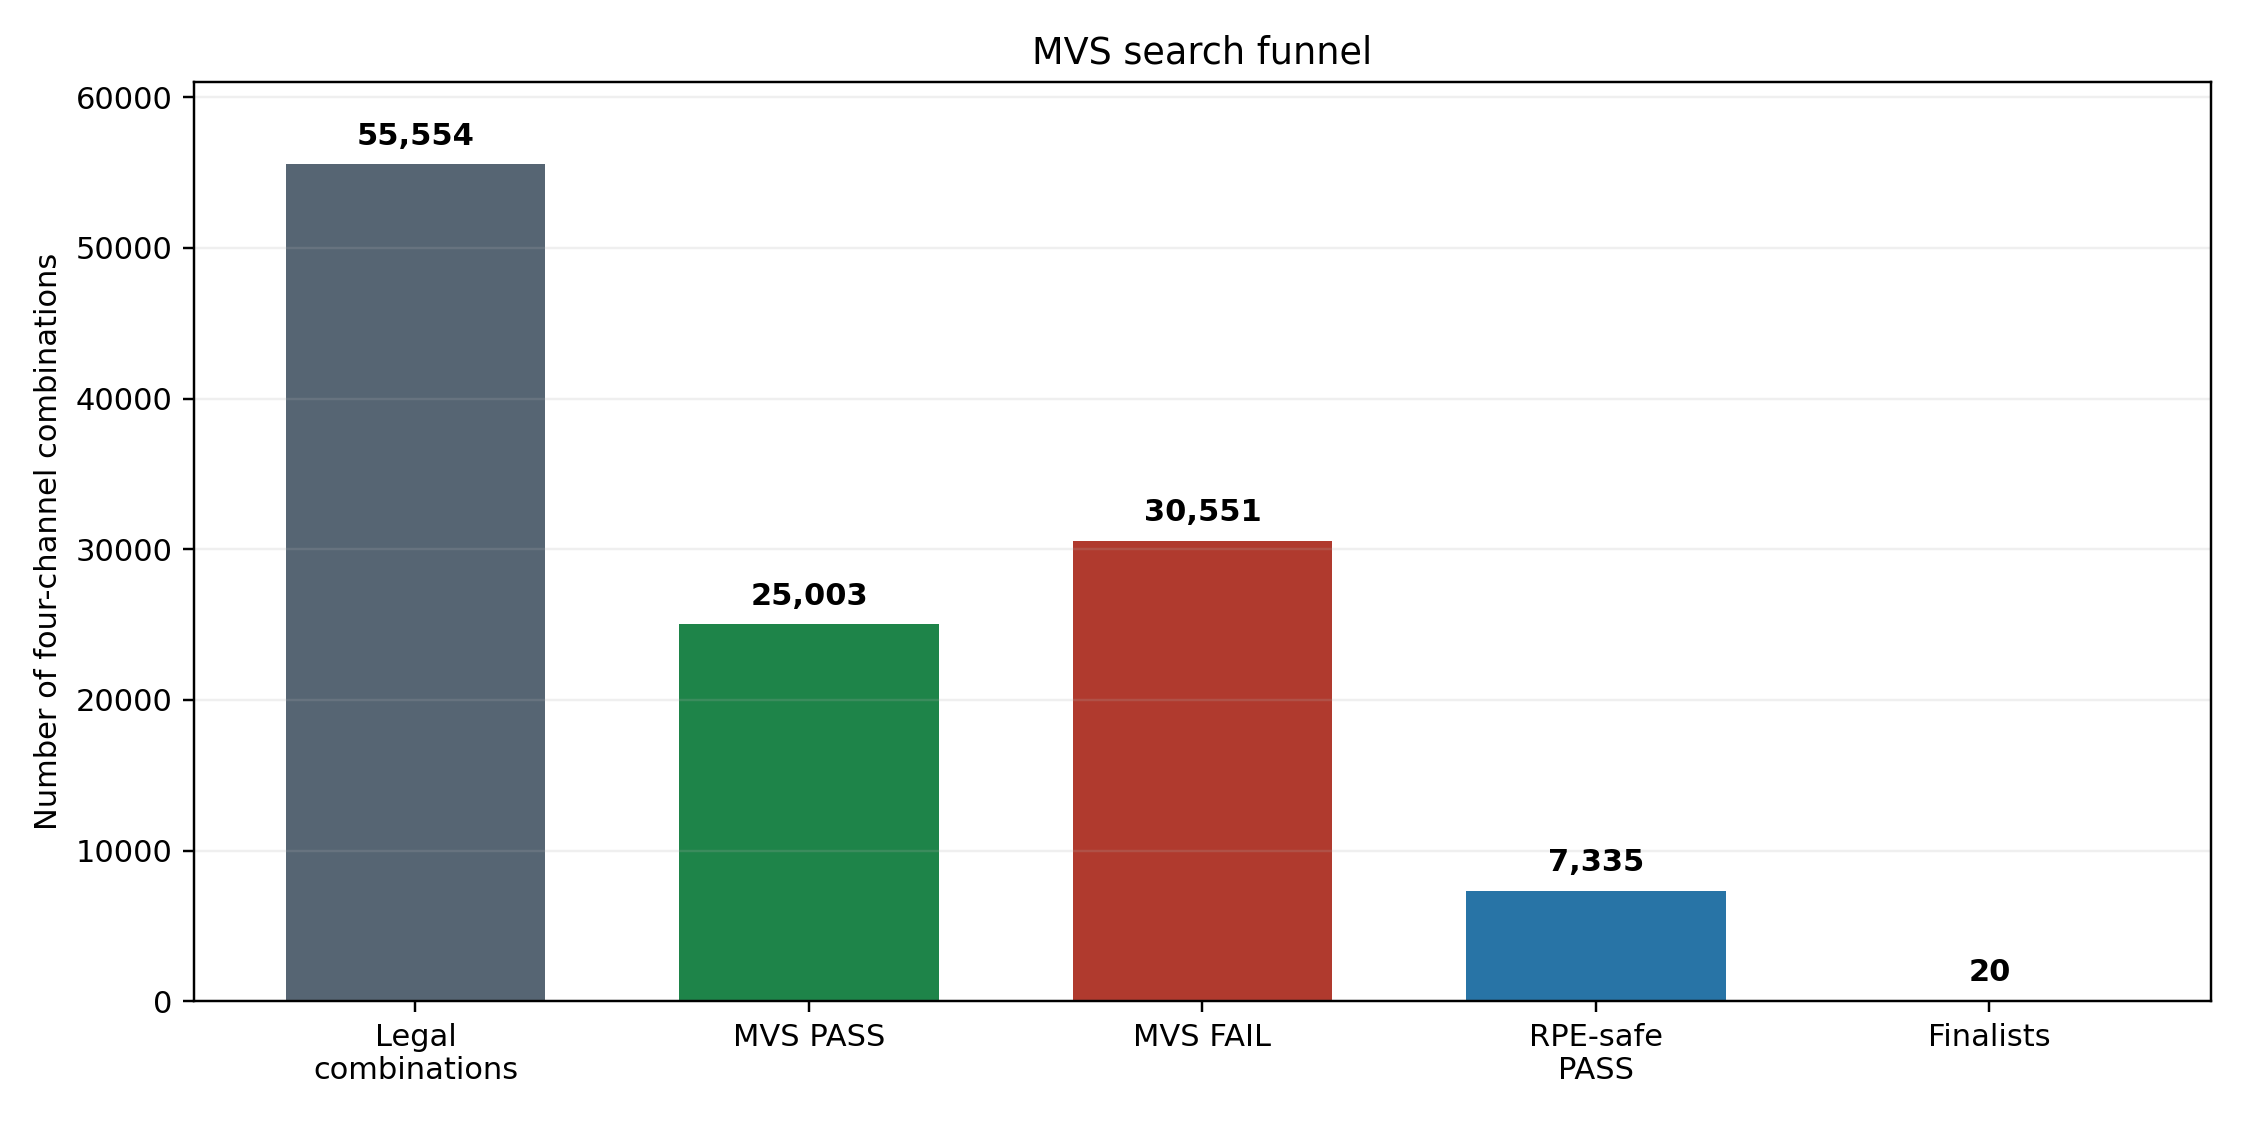 MVS search funnel
Number of four-channel combinations
60000
50000
40000
30000
20000
10000
0
55,554
25,003
30,551
7,335
20
Legal
combinations
MVS PASS
MVS FAIL
RPE-safe
PASS
Finalists